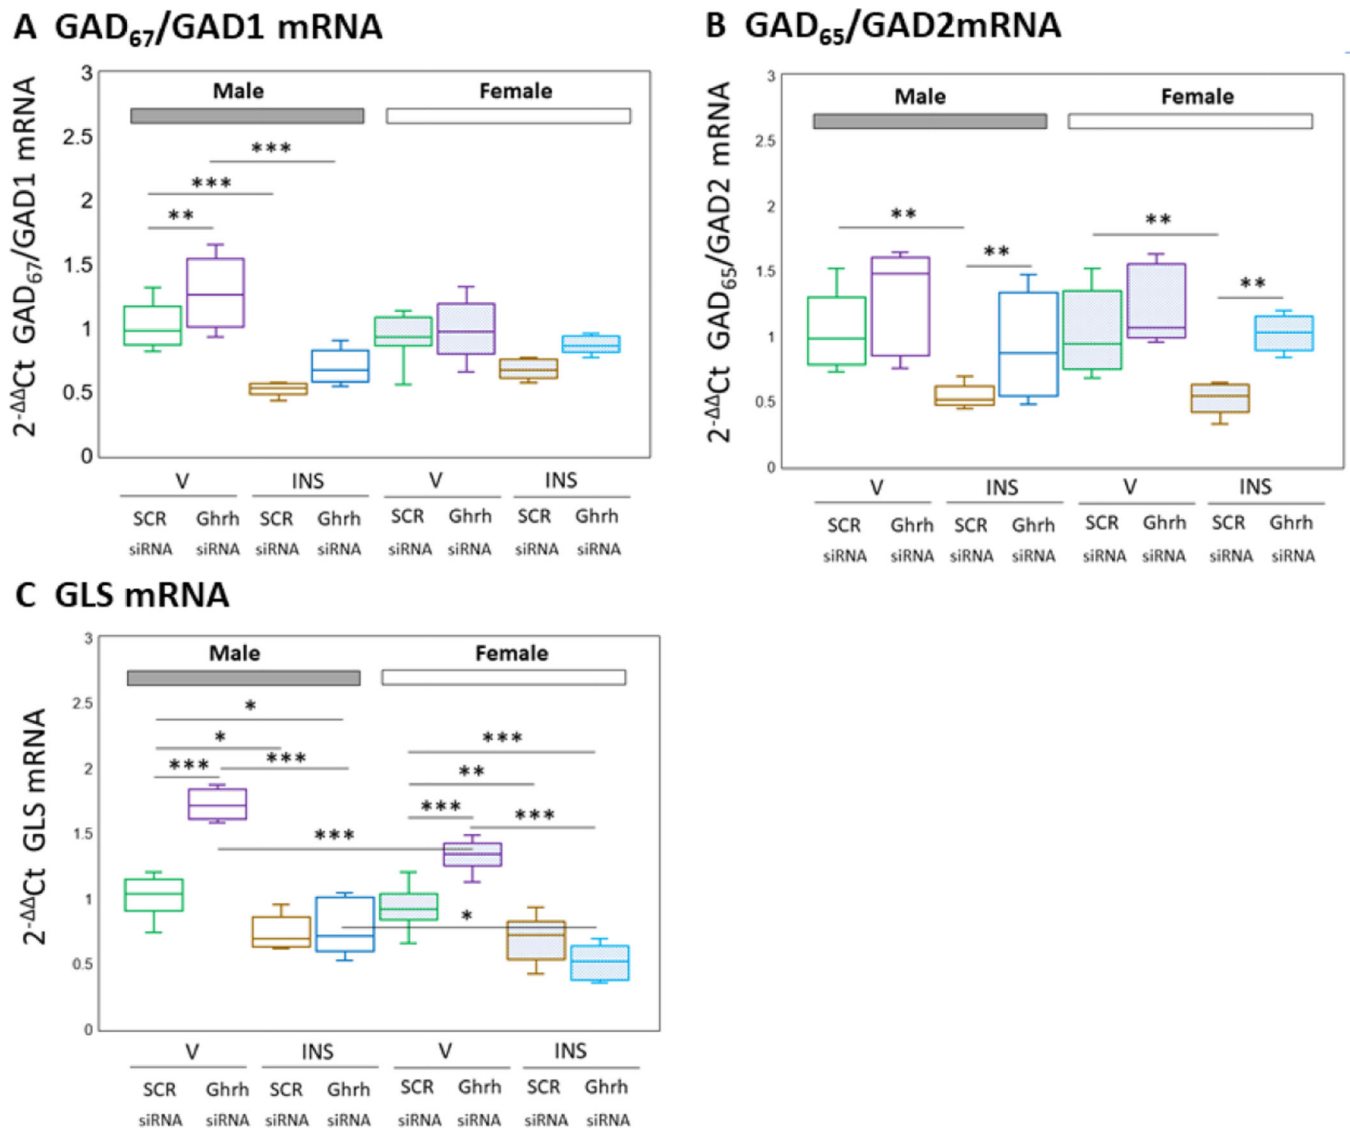 A GAD67/GAD1 mRNA
2-ΔΔCt GAD67/GAD1 mRNA
3
2.5
2
1.5
1
0.5
0
Male Female
***
***
**
V INS V INS
SCR Ghrh SCR Ghrh SCR Ghrh SCR Ghrh
siRNA siRNA siRNA siRNA siRNA siRNA siRNA siRNA
B GAD65/GAD2mRNA
2-ΔΔCt GAD65/GAD2 mRNA
3
2.5
2
1.5
1
0.5
0
Male Female
** **
** **
V INS V INS
SCR Ghrh SCR Ghrh SCR Ghrh SCR Ghrh
siRNA siRNA siRNA siRNA siRNA siRNA siRNA siRNA
C GLS mRNA
2-ΔΔCt GLS mRNA
3
2.5
2
1.5
1
0.5
0
Male Female
*
* ***
*** *** **
*** ***
***
*
V INS V INS
SCR Ghrh SCR Ghrh SCR Ghrh SCR Ghrh
siRNA siRNA siRNA siRNA siRNA siRNA siRNA siRNA